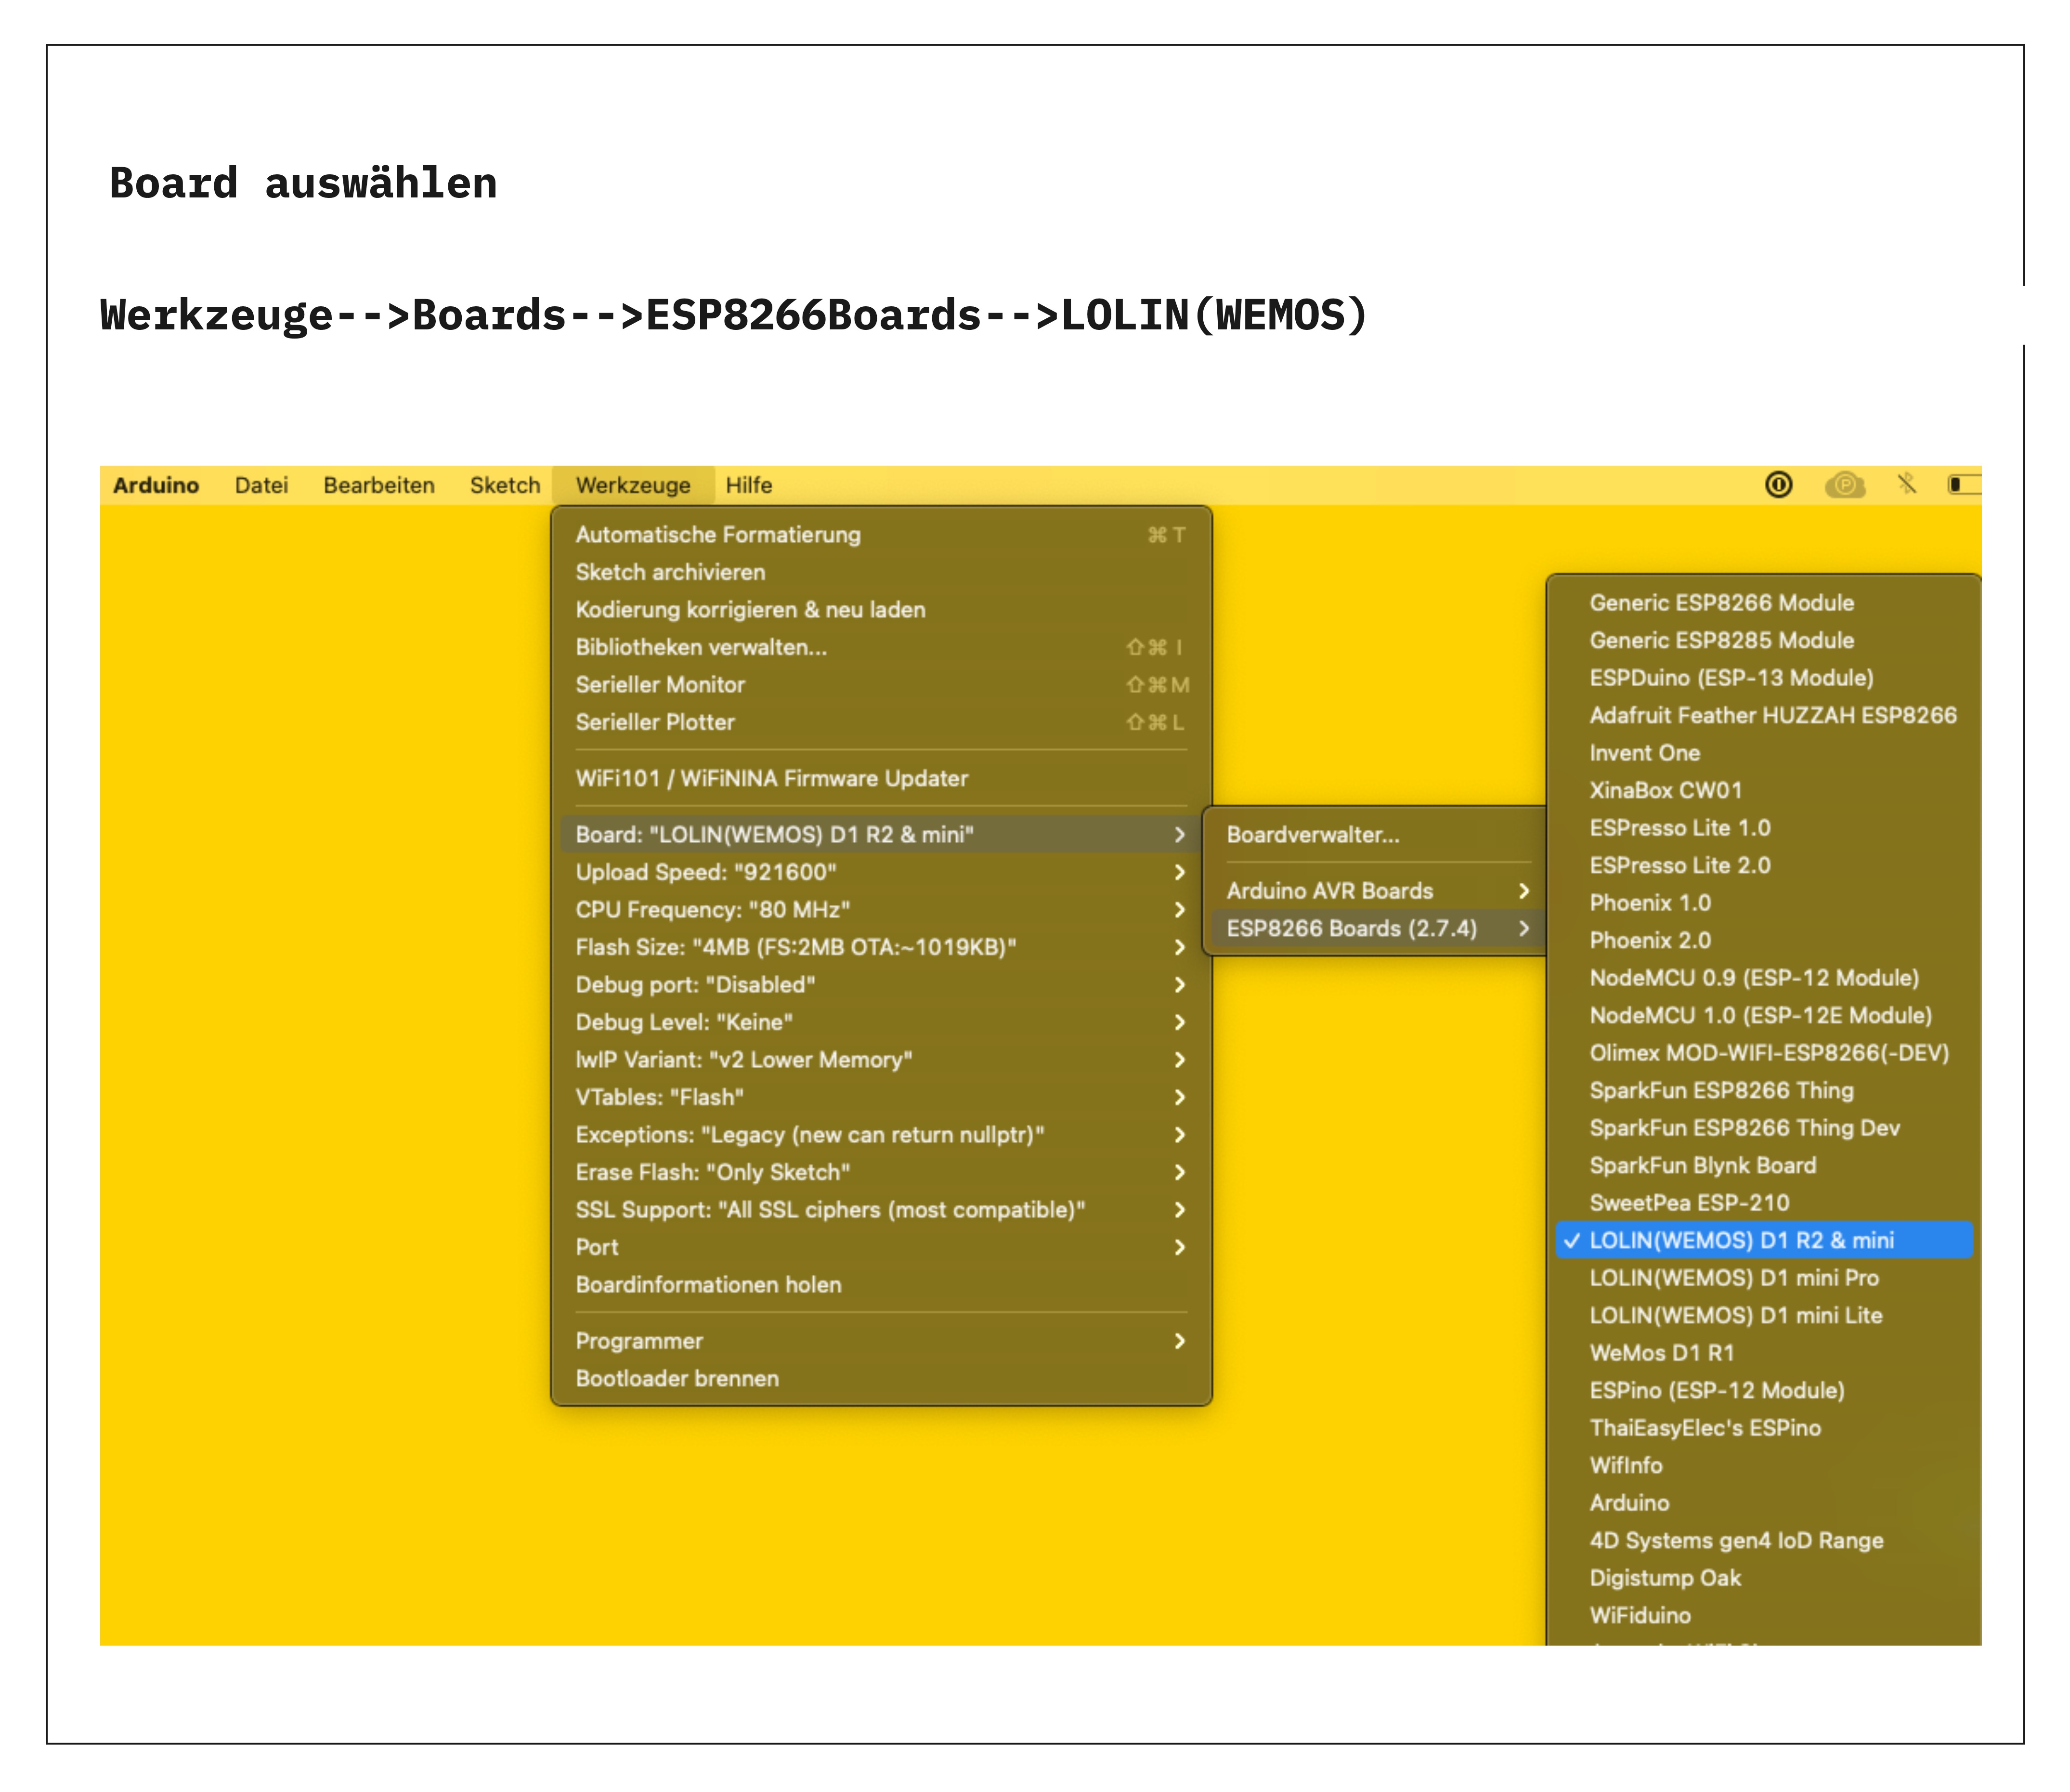 Board auswählen
Werkzeuge-->Boards-->ESP8266Boards-->LOLIN(WEMOS)
Arduino Datei Bearbeiten Sketch Werkzeuge Hilfe
Automatische Formatierung ⌘T
Sketch archivieren
Kodierung korrigieren & neu laden
Bibliotheken verwalten... ⇧⌘I
Serieller Monitor ⇧⌘M
Serieller Plotter ⇧⌘L
WiFi101 / WiFiNINA Firmware Updater
Board: "LOLIN(WEMOS) D1 R2 & mini"
Upload Speed: "921600"
CPU Frequency: "80 MHz"
Flash Size: "4MB (FS:2MB OTA:~1019KB)"
Debug port: "Disabled"
Debug Level: "Keine"
lwIP Variant: "v2 Lower Memory"
VTables: "Flash"
Exceptions: "Legacy (new can return nullptr)"
Erase Flash: "Only Sketch"
SSL Support: "All SSL ciphers (most compatible)"
Port
Boardinformationen holen
Programmer
Bootloader brennen
Boardverwalter...
Arduino AVR Boards
ESP8266 Boards (2.7.4)
Generic ESP8266 Module
Generic ESP8285 Module
ESPDuino (ESP-13 Module)
Adafruit Feather HUZZAH ESP8266
Invent One
XinaBox CW01
ESPresso Lite 1.0
ESPresso Lite 2.0
Phoenix 1.0
Phoenix 2.0
NodeMCU 0.9 (ESP-12 Module)
NodeMCU 1.0 (ESP-12E Module)
Olimex MOD-WIFI-ESP8266(-DEV)
SparkFun ESP8266 Thing
SparkFun ESP8266 Thing Dev
SparkFun Blynk Board
SweetPea ESP-210
✓ LOLIN(WEMOS) D1 R2 & mini
LOLIN(WEMOS) D1 mini Pro
LOLIN(WEMOS) D1 mini Lite
WeMos D1 R1
ESPino (ESP-12 Module)
ThaiEasyElec's ESPino
WifInfo
Arduino
4D Systems gen4 IoD Range
Digistump Oak
WiFiduino